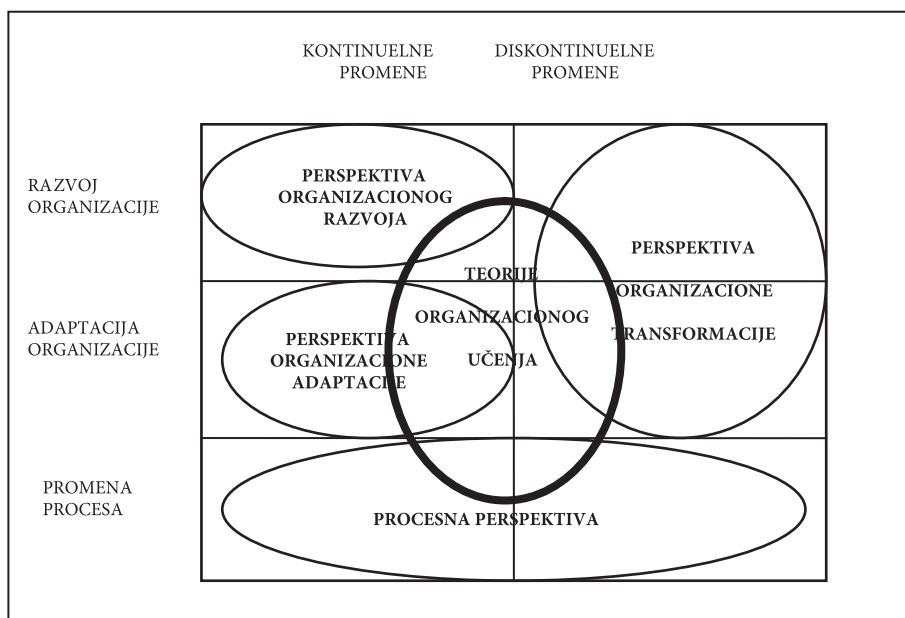 KONTINUELNE
PROMENE
DISKONTINUELNE
PROMENE
RAZVOJ
ORGANIZACIJE
PERSPEKTIVA
ORGANIZACIONOG
RAZVOJA
TEORIJE
ORGANIZACIONOG
UČENJA
PERSPEKTIVA
ORGANIZACIONE
TRANSFORMACIJE
ADAPTACIJA
ORGANIZACIJE
PERSPEKTIVA
ORGANIZACIONE
ADAPTACIJE
PROMENA
PROCESA
PROCESNA PERSPEKTIVA